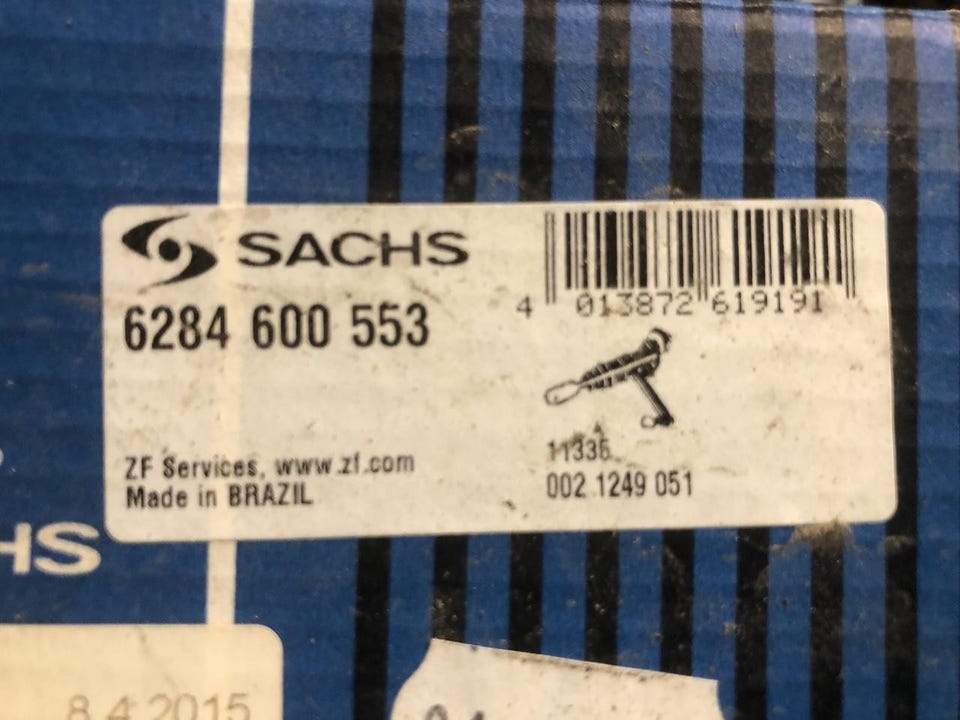 SACHS
6284 600 553
4 013872 619191
ZF Services, www.zf.com
Made in BRAZIL
002 1249 051
HS
8.4.2015